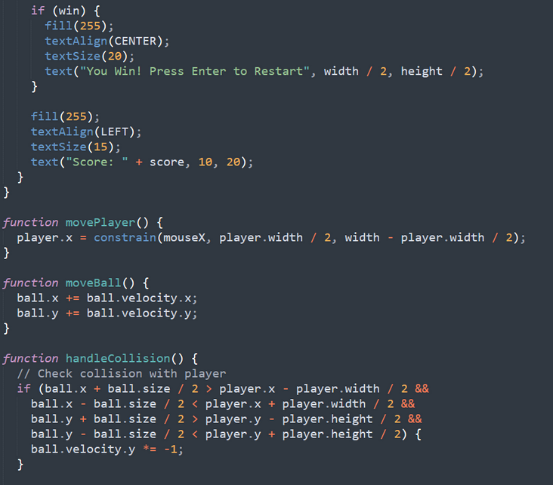 if (win) {
fill(255);
textAlign(CENTER);
textSize(20);
text("You Win! Press Enter to Restart", width / 2, height / 2);
}
fill(255);
textAlign(LEFT);
textSize(15);
text("Score: " + score, 10, 20);
}
}
function movePlayer() {
player.x = constrain(mouseX, player.width / 2, width - player.width / 2);
}
function moveBall() {
ball.x += ball.velocity.x;
ball.y += ball.velocity.y;
}
function handleCollision() {
// Check collision with player
if (ball.x + ball.size / 2 > player.x - player.width / 2 &&
ball.x - ball.size / 2 < player.x + player.width / 2 &&
ball.y + ball.size / 2 > player.y - player.height / 2 &&
ball.y - ball.size / 2 < player.y + player.height / 2) {
ball.velocity.y *= -1;
}